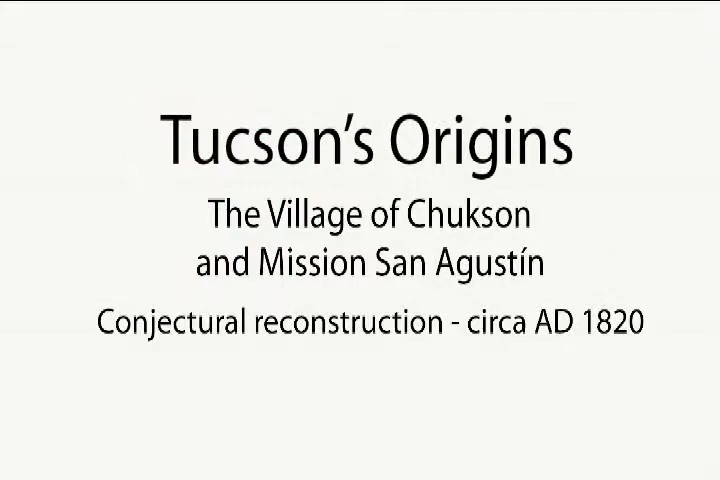 Tucson's Origins
The Village of Chukson
and Mission San Agustín
Conjectural reconstruction - circa AD 1820